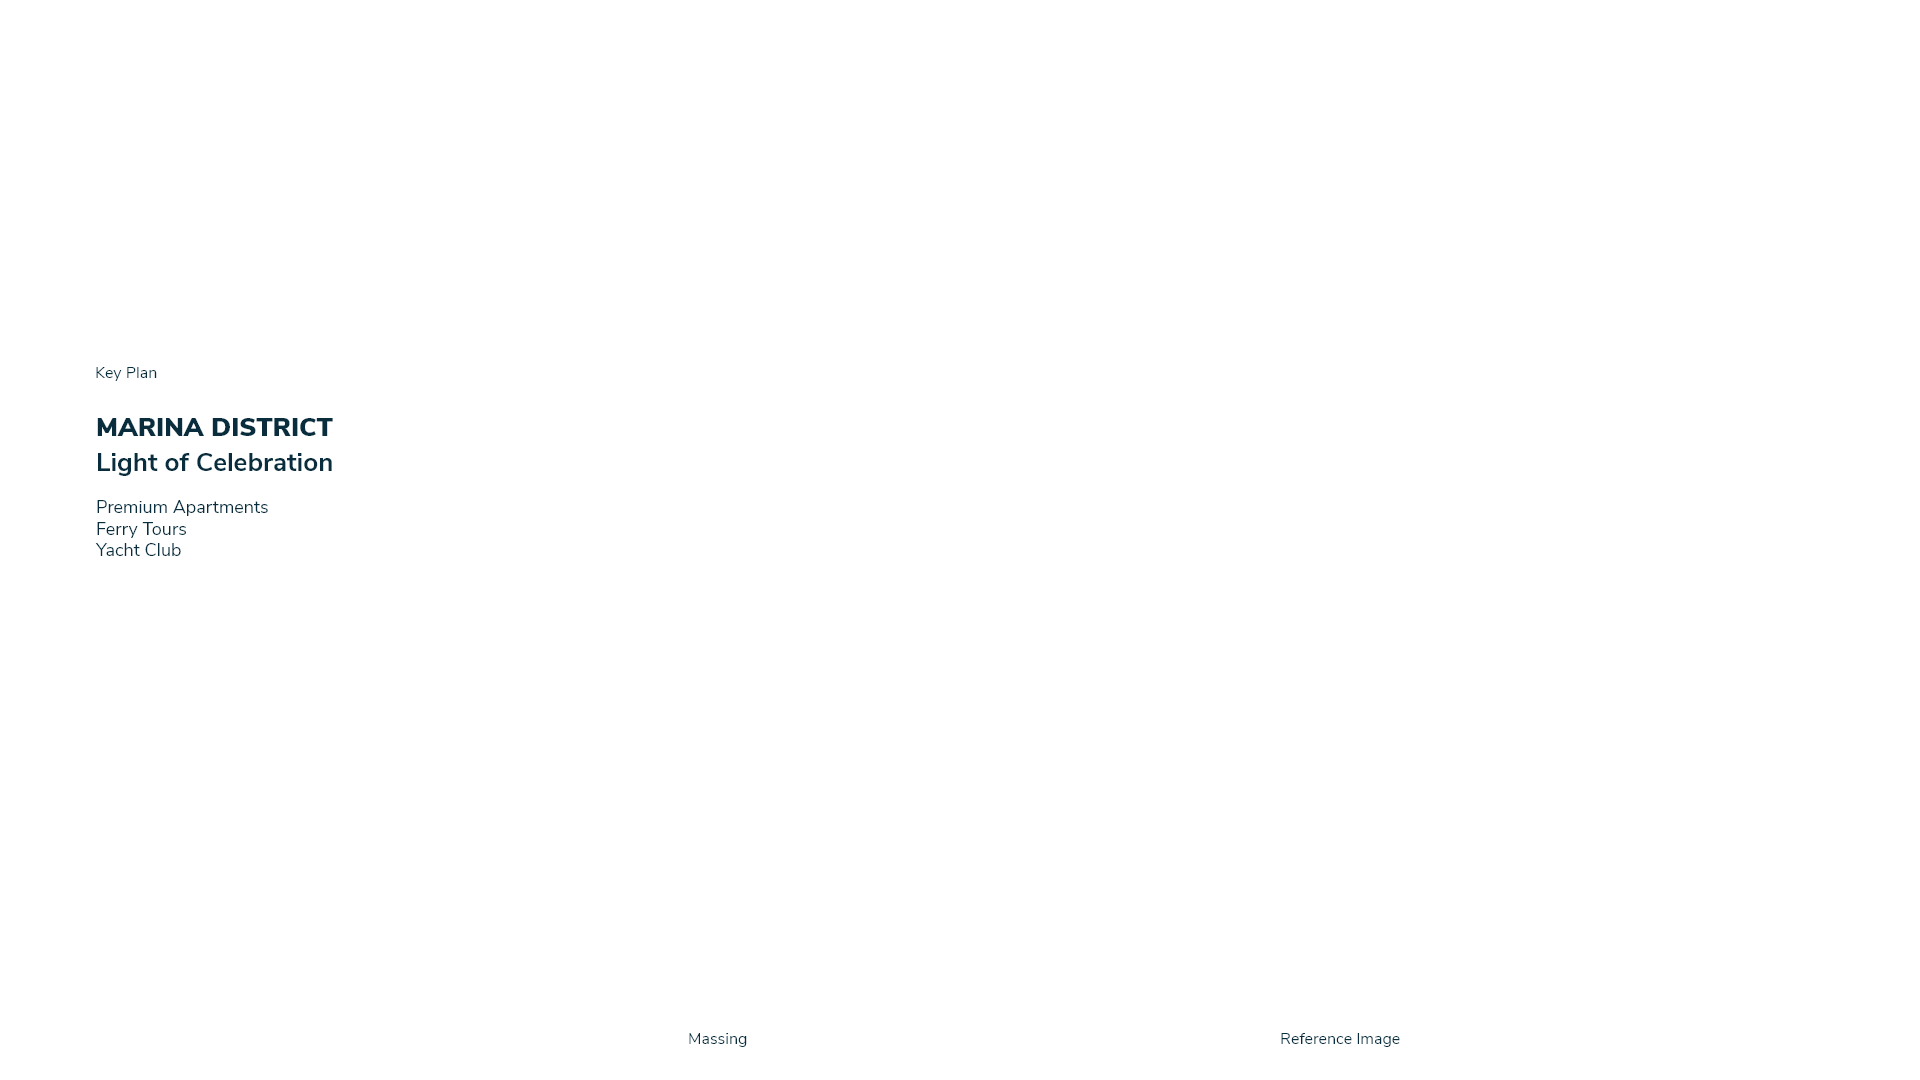 Key Plan
MARINA DISTRICT
Light of Celebration
Premium Apartments
Ferry Tours
Yacht Club
Massing
Reference Image